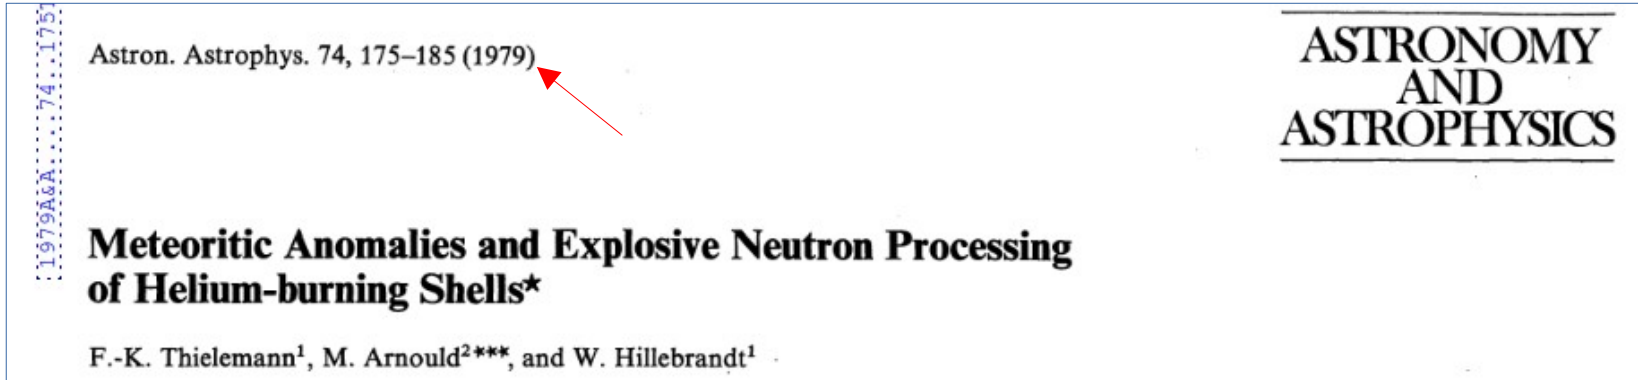 :1979A&A....74..175T
Astron. Astrophys. 74, 175–185 (1979)
ASTRONOMY
AND
ASTROPHYSICS
Meteoritic Anomalies and Explosive Neutron Processing
of Helium-burning Shells★
F.-K. Thielemann¹, M. Arnould²★★★, and W. Hillebrandt¹